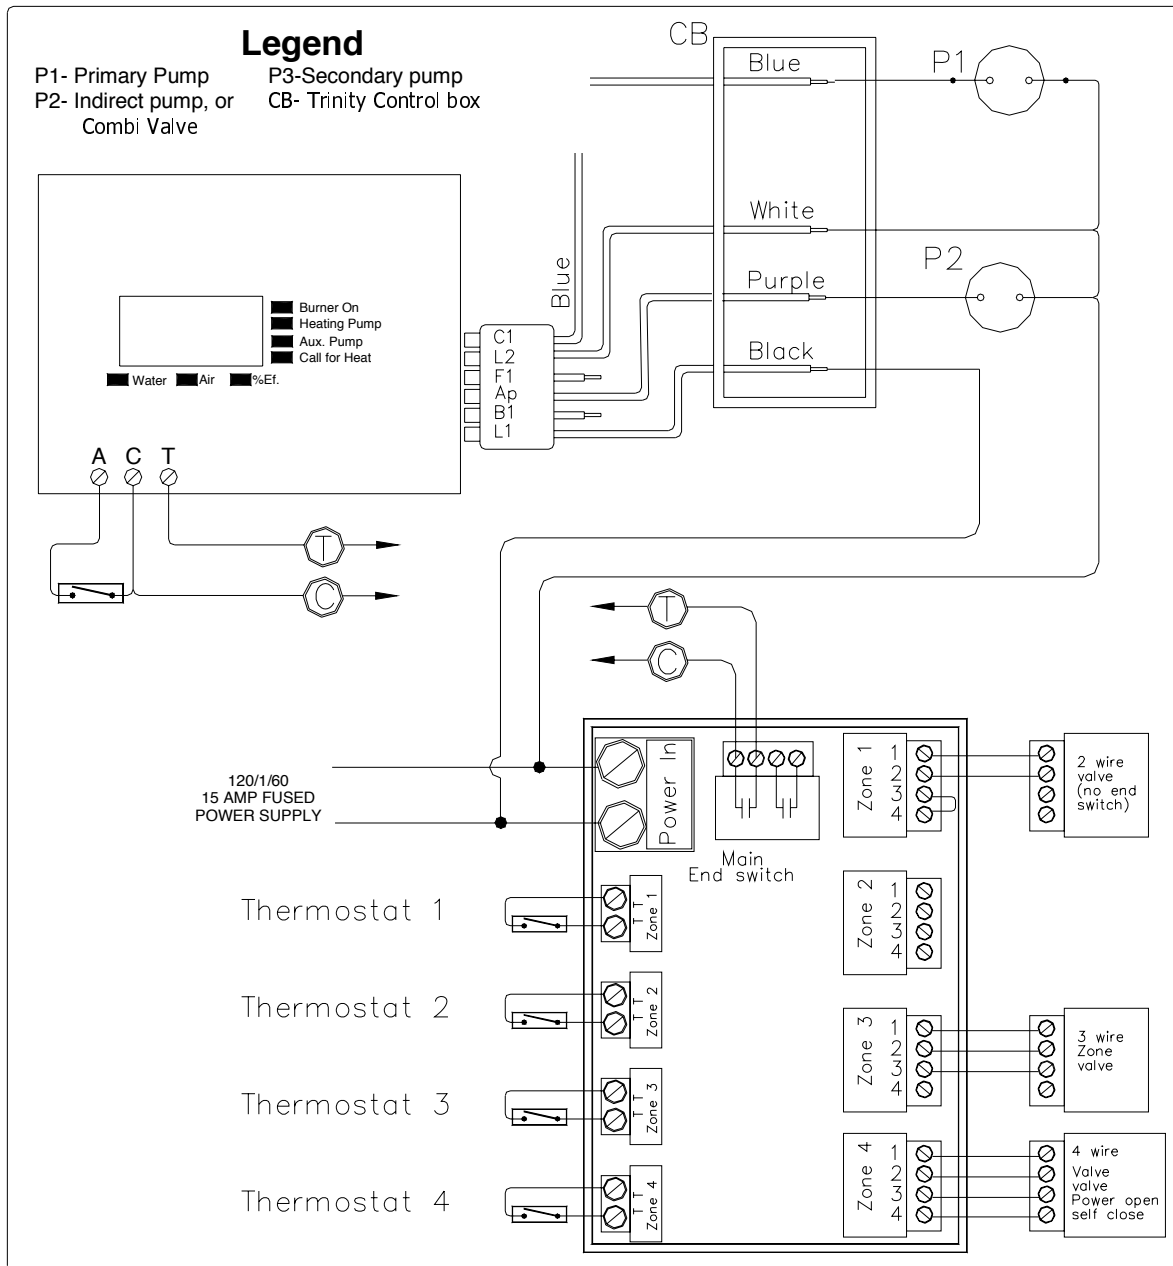 Legend
P1- Primary Pump
P2- Indirect pump, or
Combi Valve
P3-Secondary pump
CB- Trinity Control box
CB
Blue
P1
White
Purple
P2
Black
Blue
Burner On
Heating Pump
Aux. Pump
Call for Heat
Water
Air
%Ef.
C1
L2
F1
Ap
B1
L1
A C T
T
C
T
C
120/1/60
15 AMP FUSED
POWER SUPPLY
Power In
Main
End switch
Zone 1
1
2
3
4
2 wire
valve
(no end
switch)
Thermostat 1
T T
Zone 1
Zone 2
1
2
3
4
Thermostat 2
T T
Zone 2
Zone 3
1
2
3
4
3 wire
Zone
valve
Thermostat 3
T T
Zone 3
Zone 4
1
2
3
4
4 wire
Valve
valve
Power open
self close
Thermostat 4
T T
Zone 4